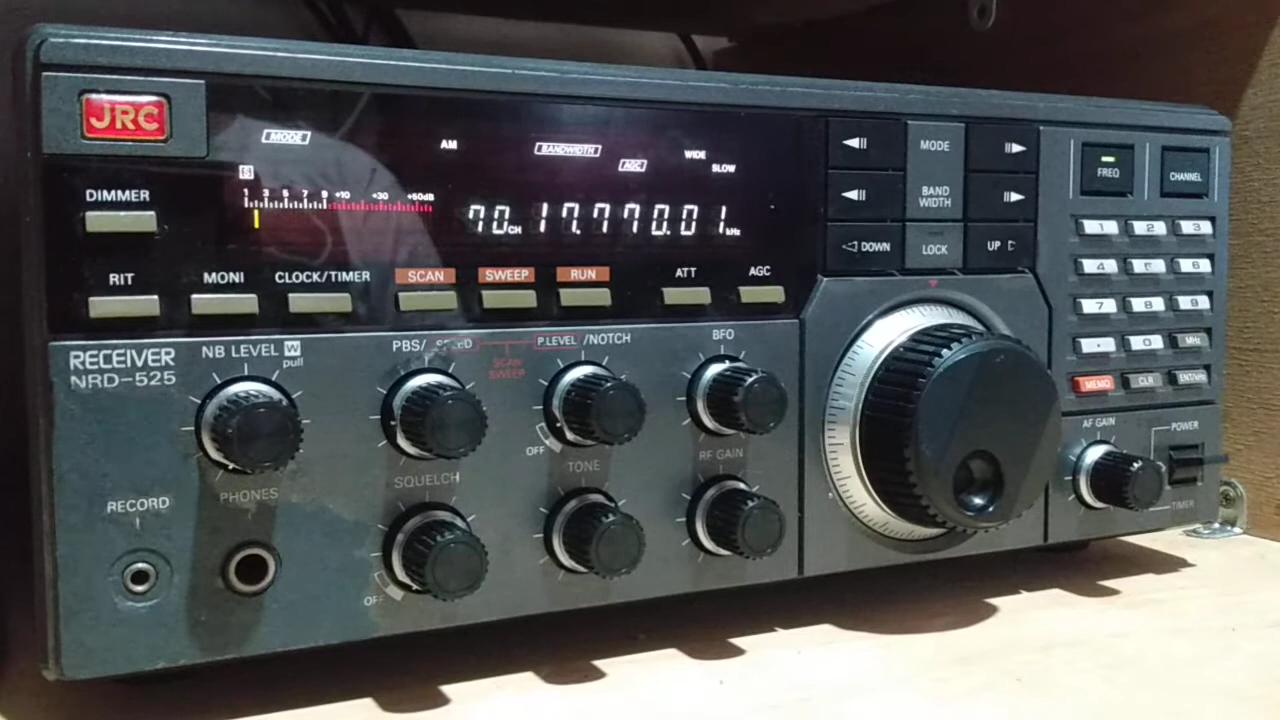 JRC
MODE
AM
BANDWIDTH
AGC
WIDE
SLOW
S
1 3 5 7 9 +10 +30 +50dB
70CH 17.770.01 kHz
DIMMER
RIT
MONI
CLOCK/TIMER
SCAN
SWEEP
RUN
ATT
AGC
MODE
BAND WIDTH
DOWN
LOCK
UP
FREQ
CHANNEL
1 2 3
4 5 6
7 8 9
. 0 MHz
MEMO CLR ENT/kHz
RECEIVER
NRD-525
NB LEVEL W
pull
PBS/ SPEED
P.LEVEL /NOTCH
SCAN
SWEEP
BFO
OFF
RECORD
PHONES
SQUELCH
OFF
TONE
RF GAIN
AF GAIN
POWER
TIMER